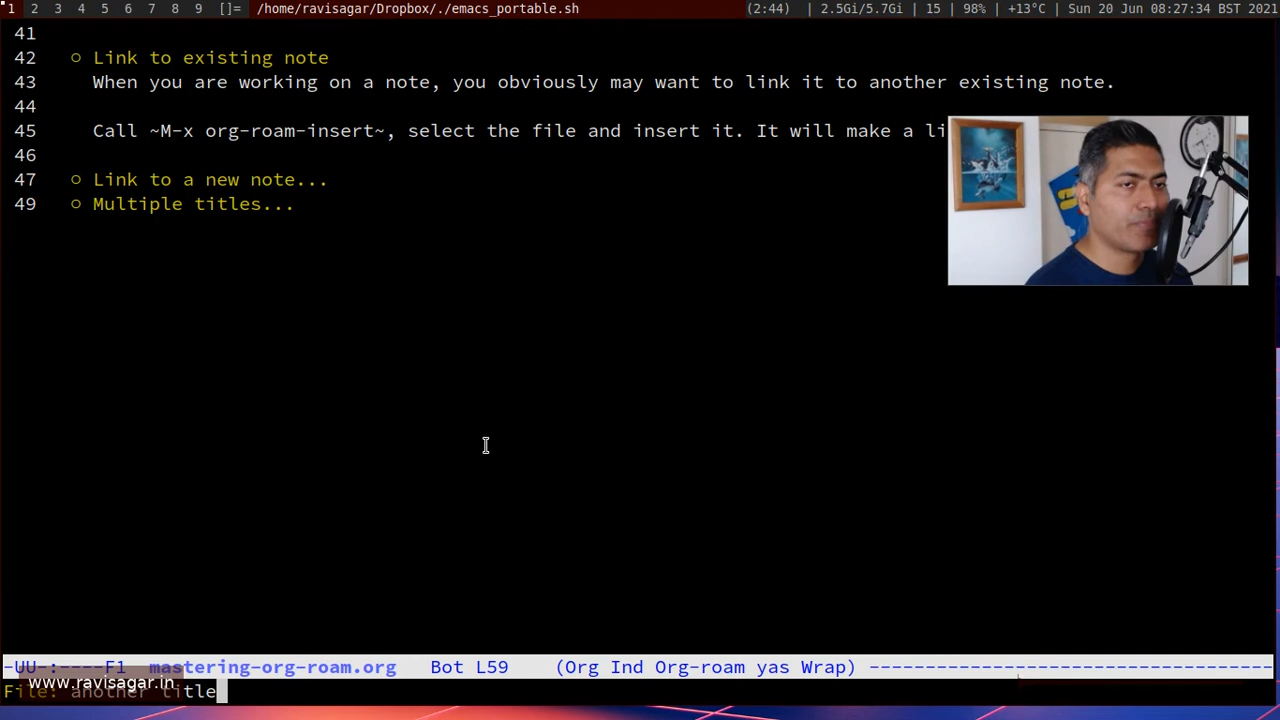 1 2 3 4 5 6 7 8 9 []= /home/ravisagar/Dropbox/./emacs_portable.sh (2:44) | 2.5Gi/5.7Gi | 15 | 98% | +13°C | Sun 20 Jun 08:27:34 BST 2021
41
42 ○ Link to existing note
43 When you are working on a note, you obviously may want to link it to another existing note.
44
45 Call ~M-x org-roam-insert~, select the file and insert it. It will make a li
46
47 ○ Link to a new note...
49 ○ Multiple titles...
-UU-:----F1 mastering-org-roam.org Bot L59 (Org Ind Org-roam yas Wrap) ----------------------------------------------
www.ravisagar.in
File: another title